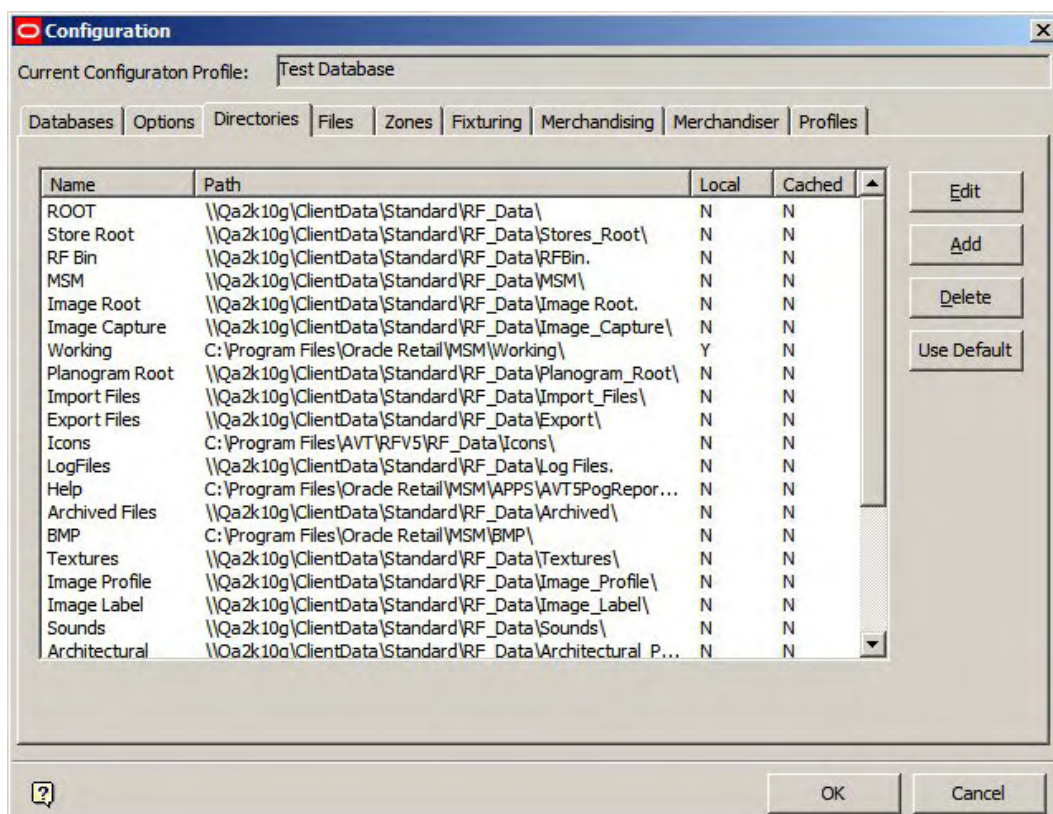 Configuration
Current Configuraton Profile: Test Database
Databases Options Directories Files Zones Fixturing Merchandising Merchandiser Profiles
Name Path Local Cached
ROOT \\Qa2k10g\ClientData\Standard\RF_Data\ N N
Store Root \\Qa2k10g\ClientData\Standard\RF_Data\Stores_Root\ N N
RF Bin \\Qa2k10g\ClientData\Standard\RF_Data\RFBin. N N
MSM \\Qa2k10g\ClientData\Standard\RF_Data\MSM\ N N
Image Root \\Qa2k10g\ClientData\Standard\RF_Data\Image Root. N N
Image Capture \\Qa2k10g\ClientData\Standard\RF_Data\Image_Capture\ N N
Working C:\Program Files\Oracle Retail\MSM\Working\ Y N
Planogram Root \\Qa2k10g\ClientData\Standard\RF_Data\Planogram_Root\ N N
Import Files \\Qa2k10g\ClientData\Standard\RF_Data\Import_Files\ N N
Export Files \\Qa2k10g\ClientData\Standard\RF_Data\Export\ N N
Icons C:\Program Files\AVT\RFV5\RF_Data\Icons\ N N
LogFiles \\Qa2k10g\ClientData\Standard\RF_Data\Log Files. N N
Help C:\Program Files\Oracle Retail\MSM\APPS\AVT5PogRepor... N N
Archived Files \\Qa2k10g\ClientData\Standard\RF_Data\Archived\ N N
BMP C:\Program Files\Oracle Retail\MSM\BMP\ N N
Textures \\Qa2k10g\ClientData\Standard\RF_Data\Textures\ N N
Image Profile \\Qa2k10g\ClientData\Standard\RF_Data\Image_Profile\ N N
Image Label \\Qa2k10g\ClientData\Standard\RF_Data\Image_Label\ N N
Sounds \\Qa2k10g\ClientData\Standard\RF_Data\Sounds\ N N
Architectural \\Qa2k10g\ClientData\Standard\RF_Data\Architectural_P... N N
Edit
Add
Delete
Use Default
OK Cancel